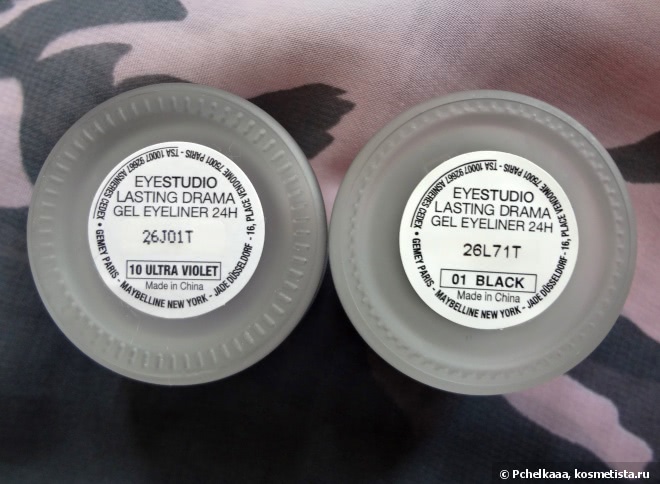 TSA 10007 92667 ASNIERES CEDEX • GEMEY PARIS - MAYBELLINE NEW YORK - JADE DÜSSELDORF - 16, PLACE VENDOME 75001 PARIS -
EYESTUDIO
LASTING DRAMA
GEL EYELINER 24H
26J01T
10 ULTRA VIOLET
Made in China
TSA 10007 92667 ASNIERES CEDEX • GEMEY PARIS - MAYBELLINE NEW YORK - JADE DÜSSELDORF - 16, PLACE VENDOME 75001 PARIS -
EYESTUDIO
LASTING DRAMA
GEL EYELINER 24H
26L71T
01 BLACK
Made in China
© Pchelkaaa, kosmetista.ru